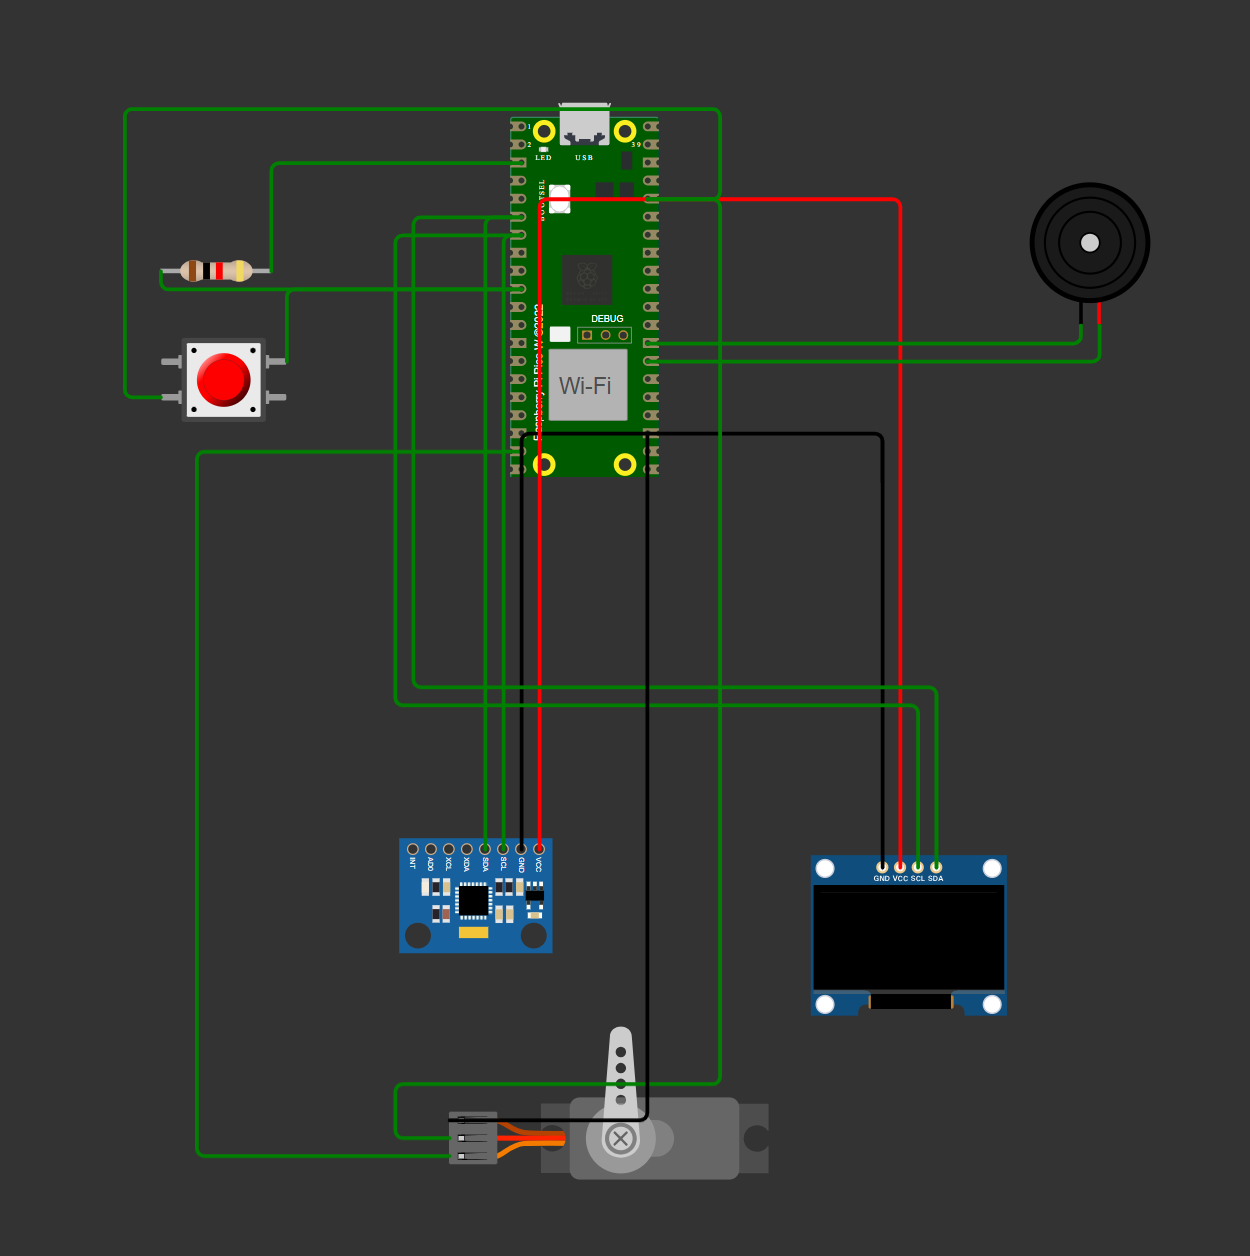 1
2
39
LED
USB
BOOTSEL
DEBUG
Raspberry Pi Pico W ©2022
Wi-Fi
INT
AD0
XCL
XDA
SDA
SCL
GND
VCC
GND VCC SCL SDA